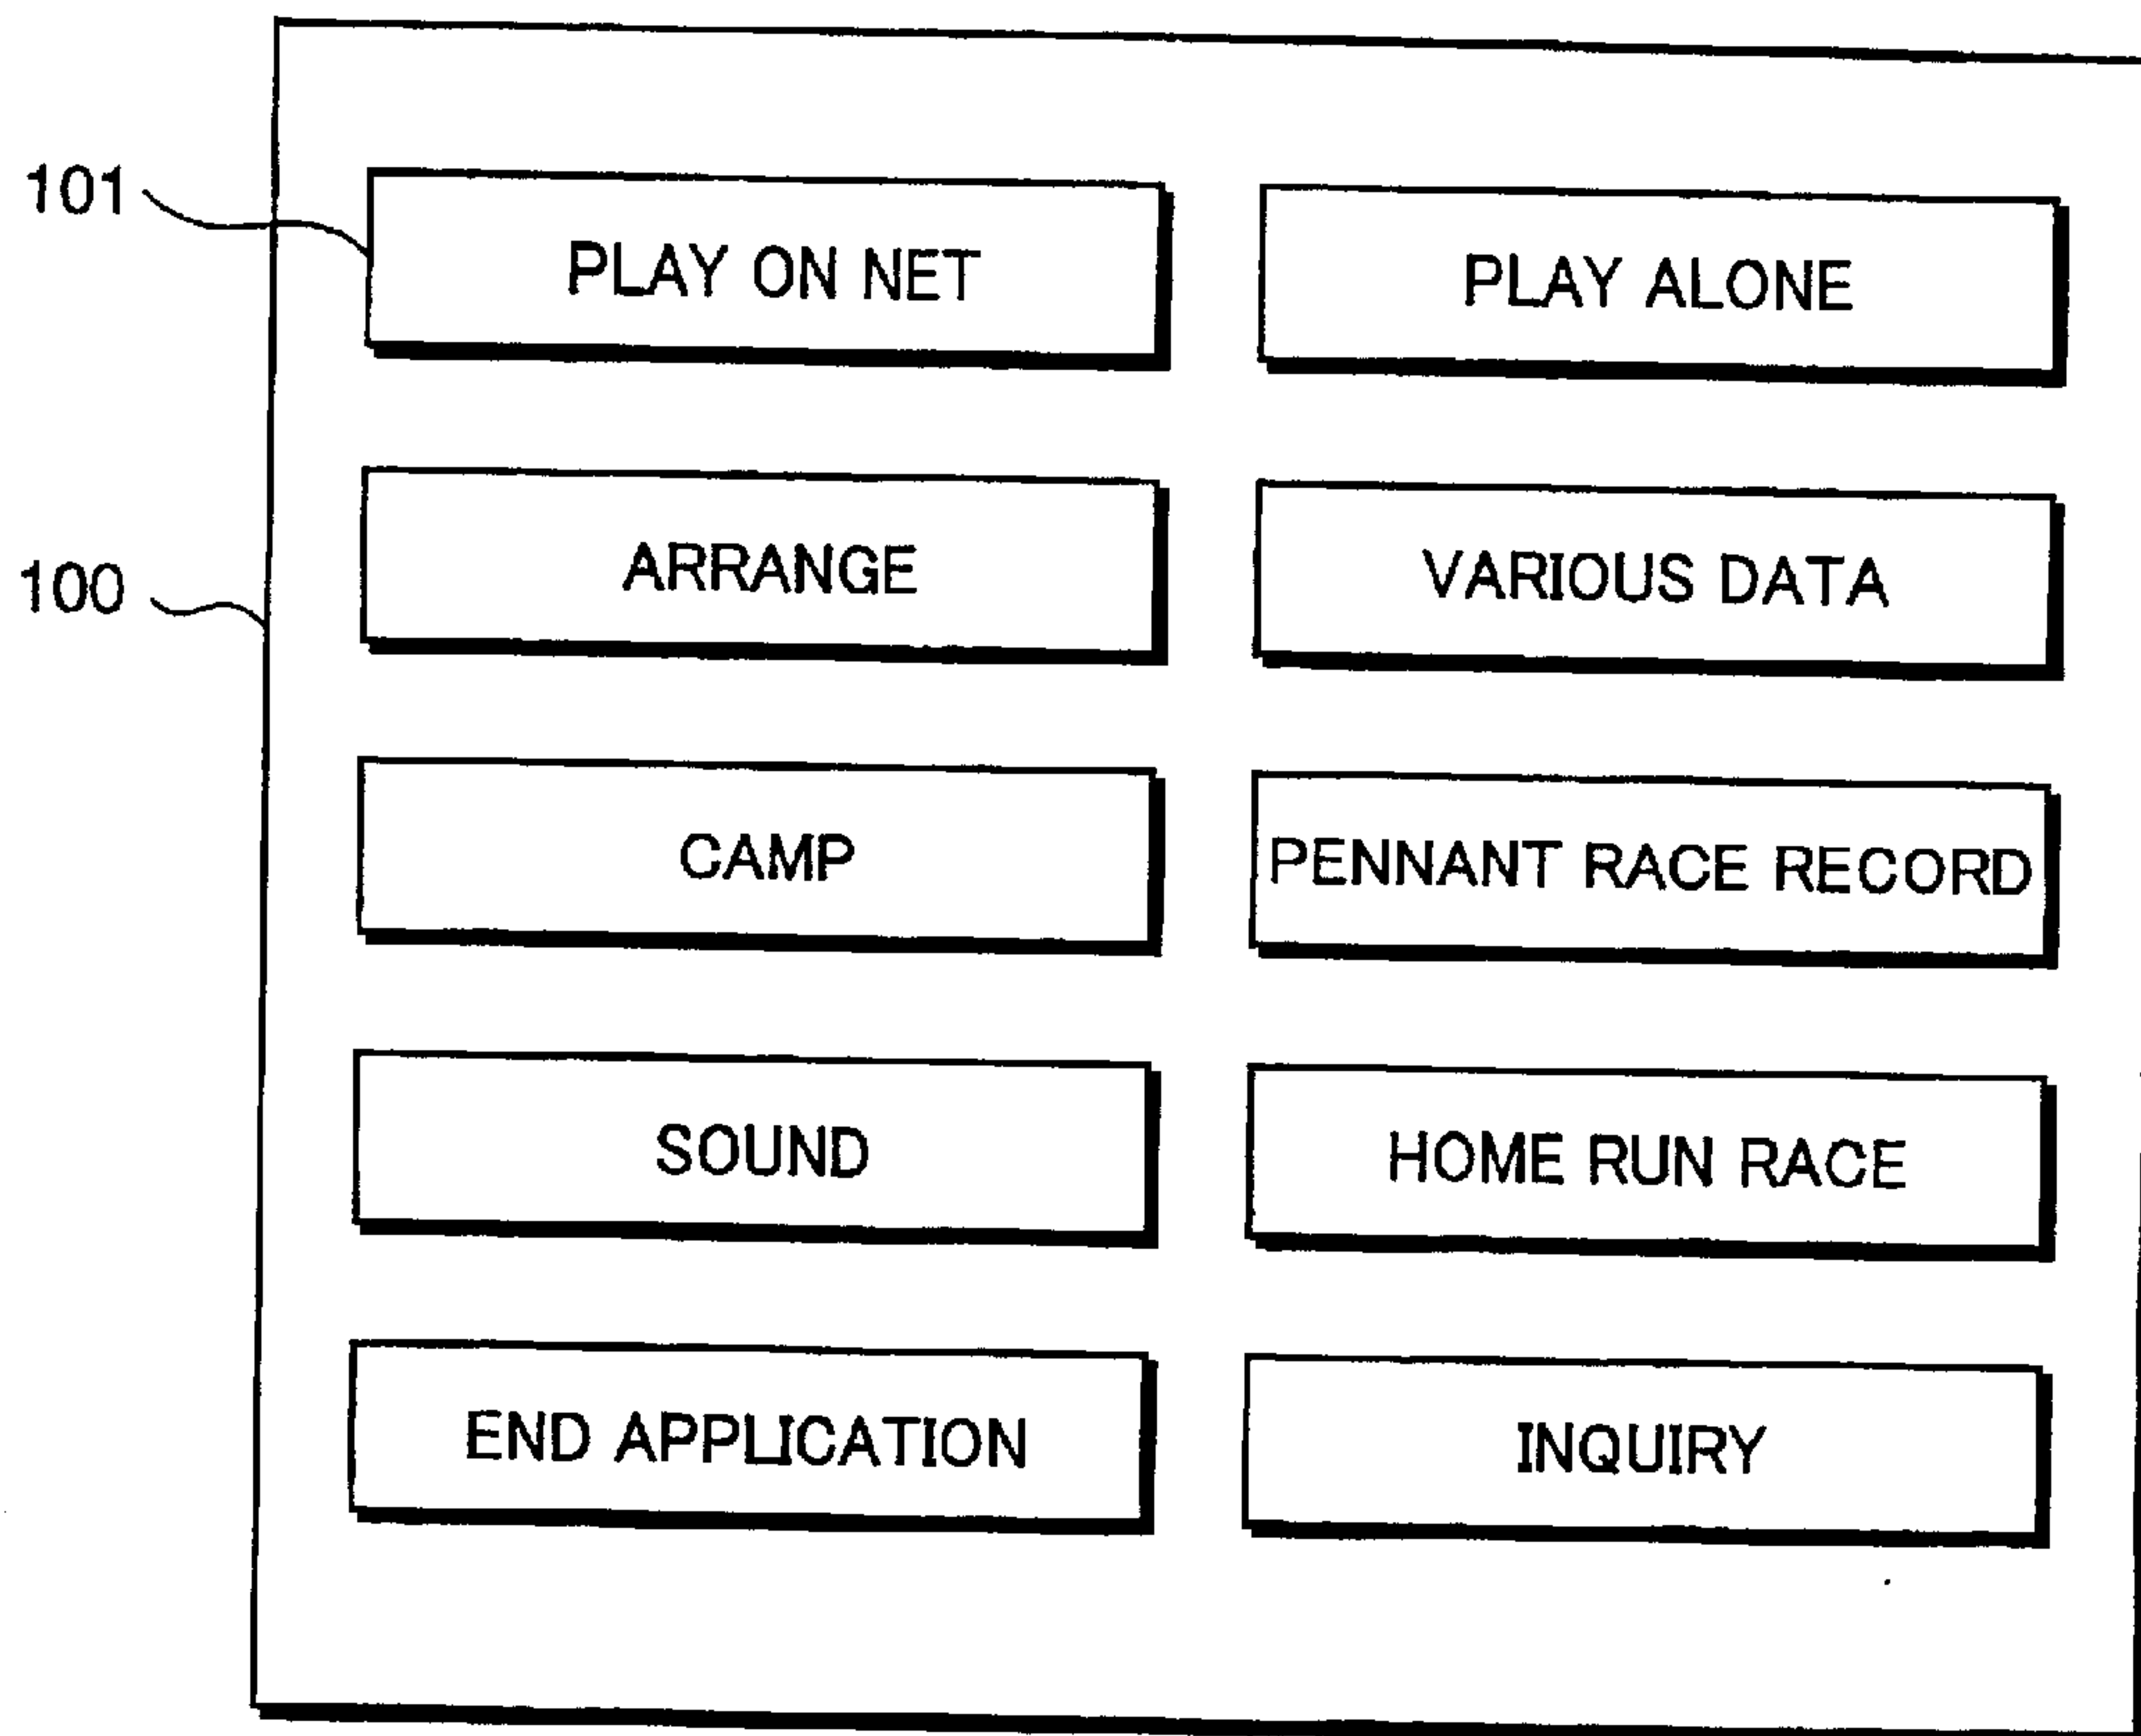 101
PLAY ON NET
PLAY ALONE
100
ARRANGE
VARIOUS DATA
CAMP
PENNANT RACE RECORD
SOUND
HOME RUN RACE
END APPLICATION
INQUIRY